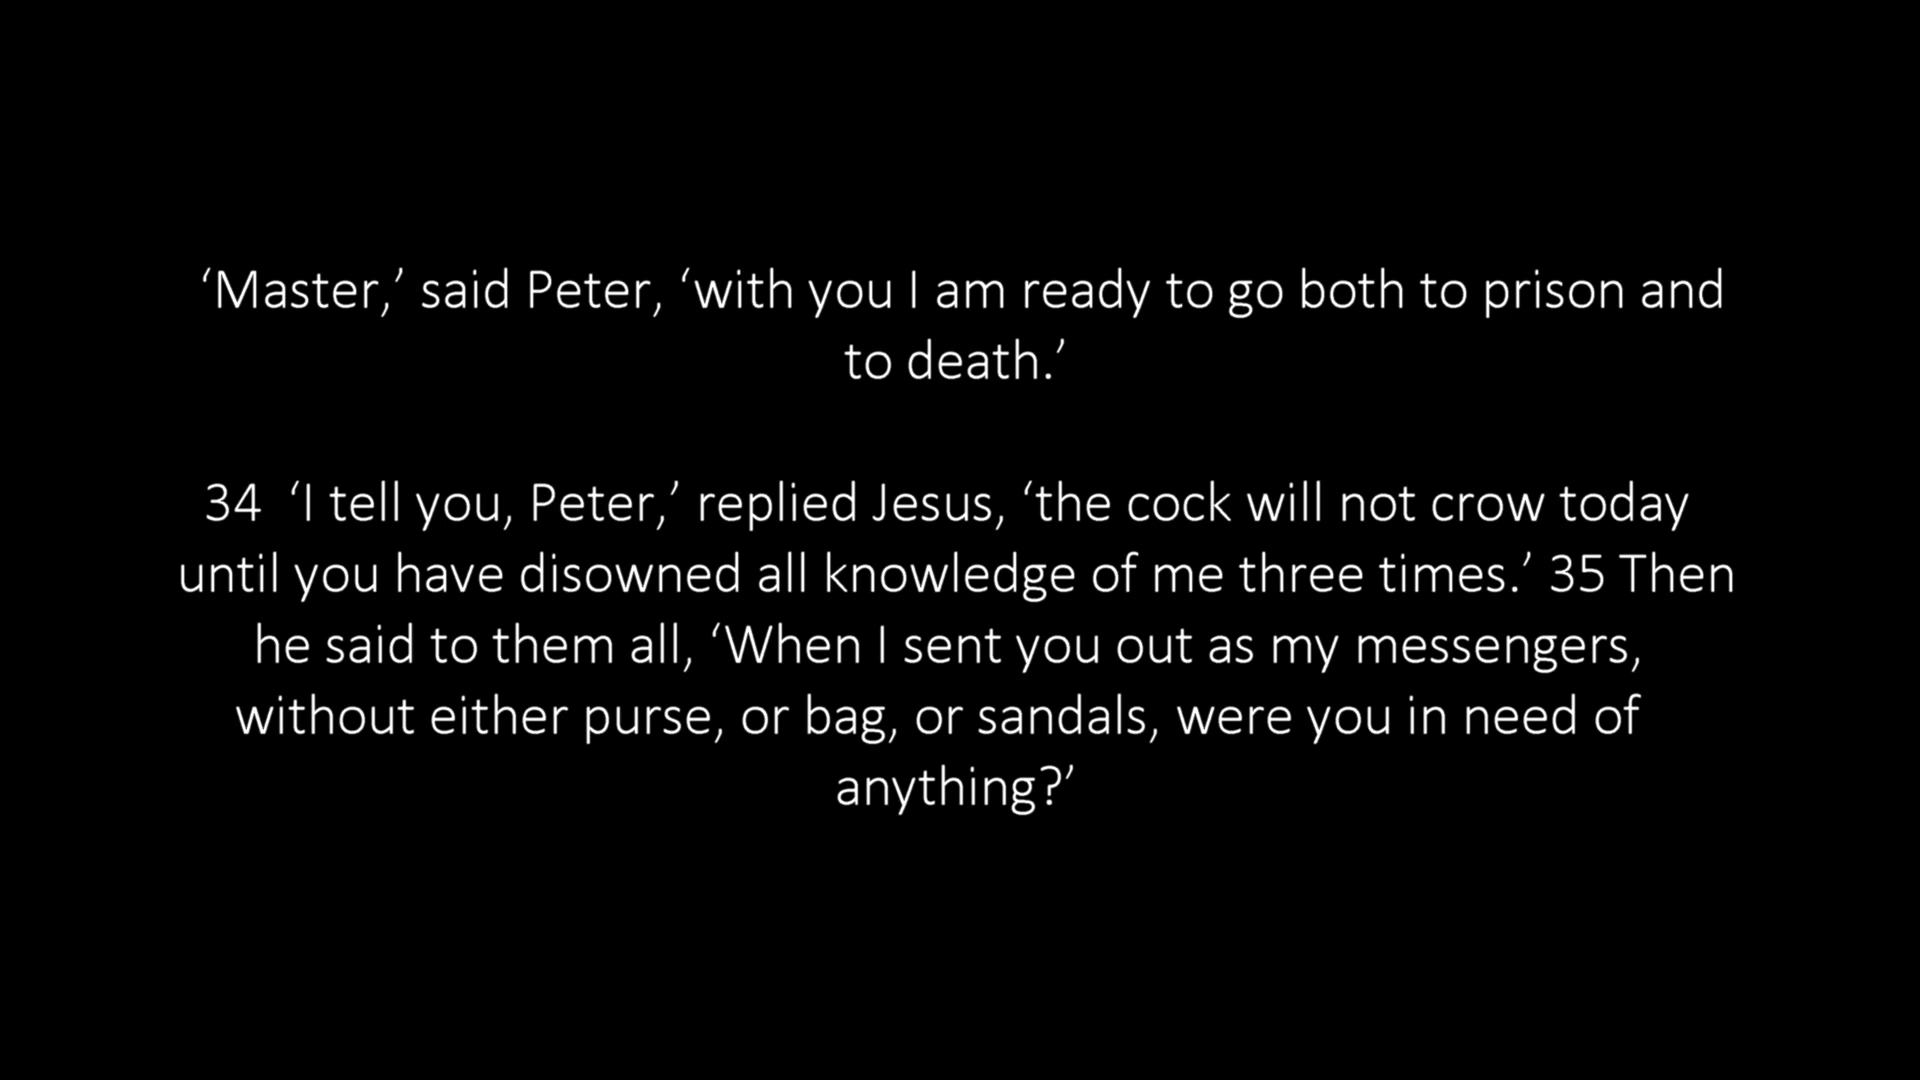 ‘Master,’ said Peter, ‘with you I am ready to go both to prison and
to death.’
34 ‘I tell you, Peter,’ replied Jesus, ‘the cock will not crow today
until you have disowned all knowledge of me three times.’ 35 Then
he said to them all, ‘When I sent you out as my messengers,
without either purse, or bag, or sandals, were you in need of
anything?’